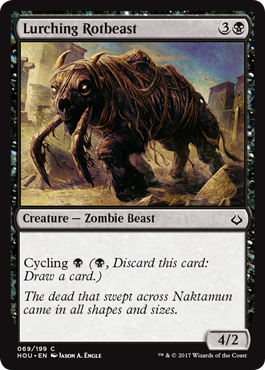 Lurching Rotbeast 3
Creature — Zombie Beast
Cycling (, Discard this card:
Draw a card.)
The dead that swept across Naktamun
came in all shapes and sizes.
4/2
069/199 C
HOU • EN Jason A. Engle ™ & © 2017 Wizards of the Coast